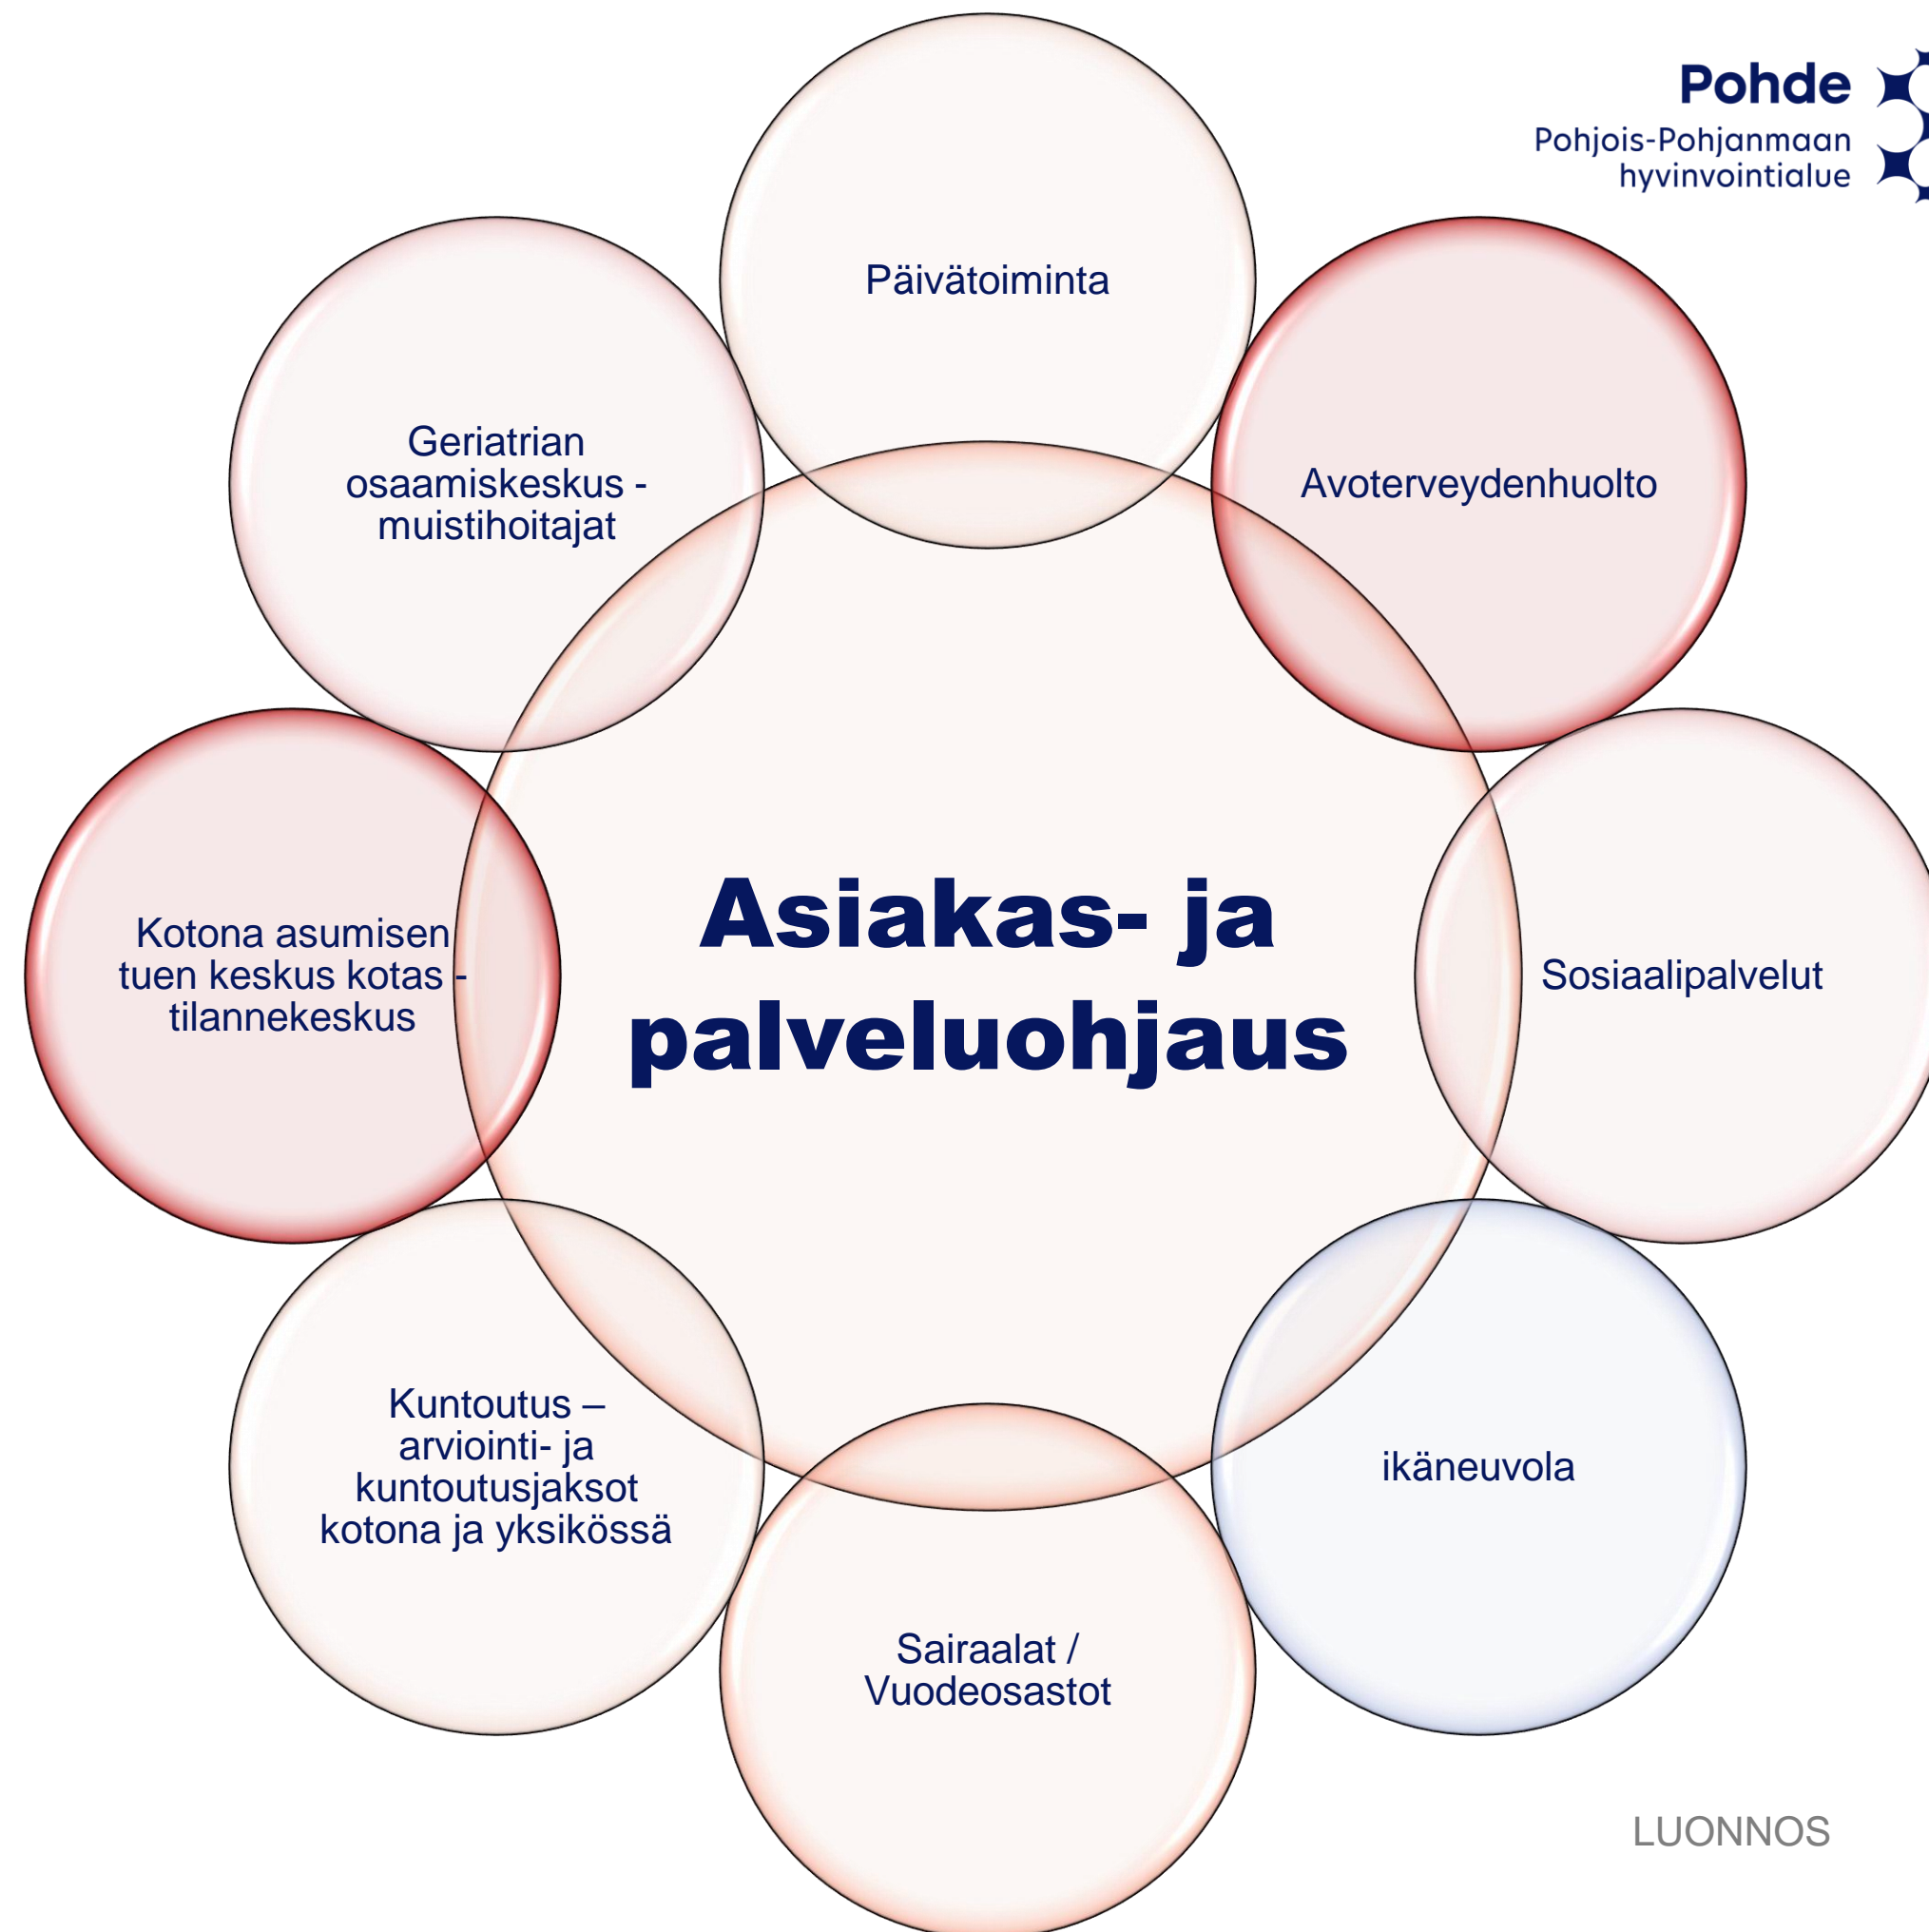 Pohde
Pohjois-Pohjanmaan
hyvinvointialue
Päivätoiminta
Avoterveydenhuolto
Sosiaalipalvelut
ikäneuvola
Sairaalat /
Vuodeosastot
Kuntoutus –
arviointi- ja
kuntoutusjaksot
kotona ja yksikössä
Kotona asumisen
tuen keskus kotas -
tilannekeskus
Geriatrian
osaamiskeskus -
muistihoitajat
Asiakas- ja
palveluohjaus
LUONNOS